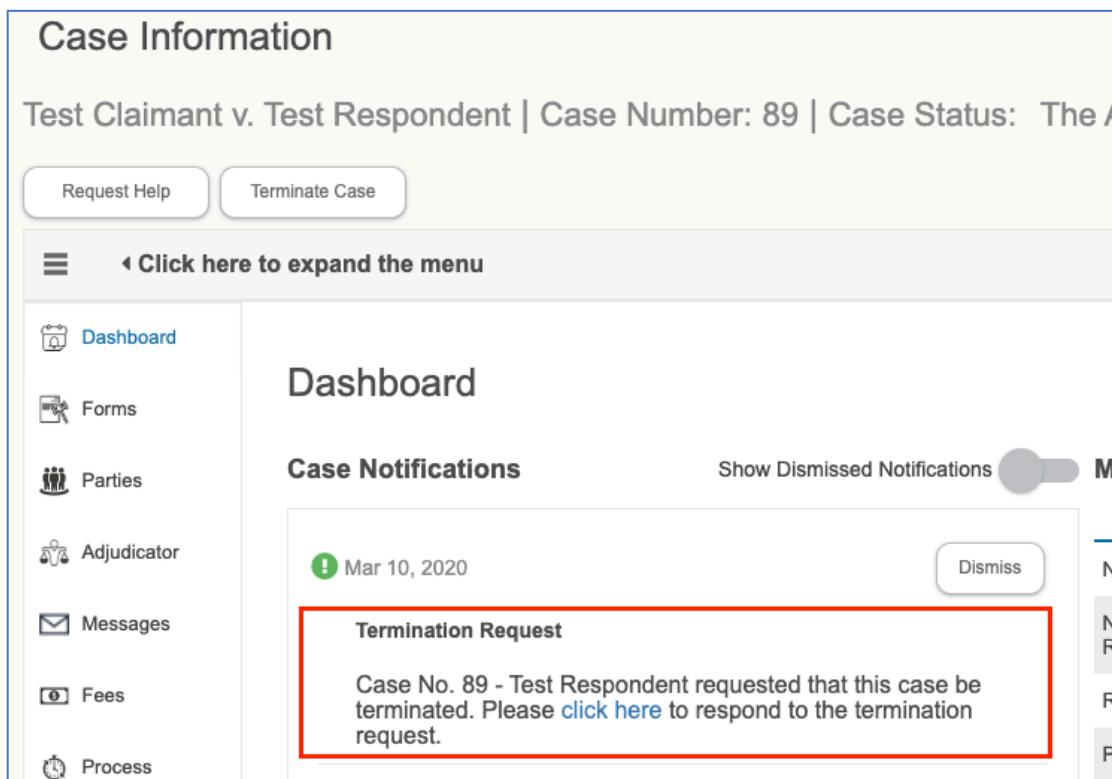 Case Information
Test Claimant v. Test Respondent | Case Number: 89 | Case Status: The
Request Help
Terminate Case
Click here to expand the menu
Dashboard
Forms
Parties
Adjudicator
Messages
Fees
Process
Dashboard
Case Notifications
Show Dismissed Notifications
Mar 10, 2020
Dismiss
Termination Request
Case No. 89 - Test Respondent requested that this case be
terminated. Please click here to respond to the termination
request.